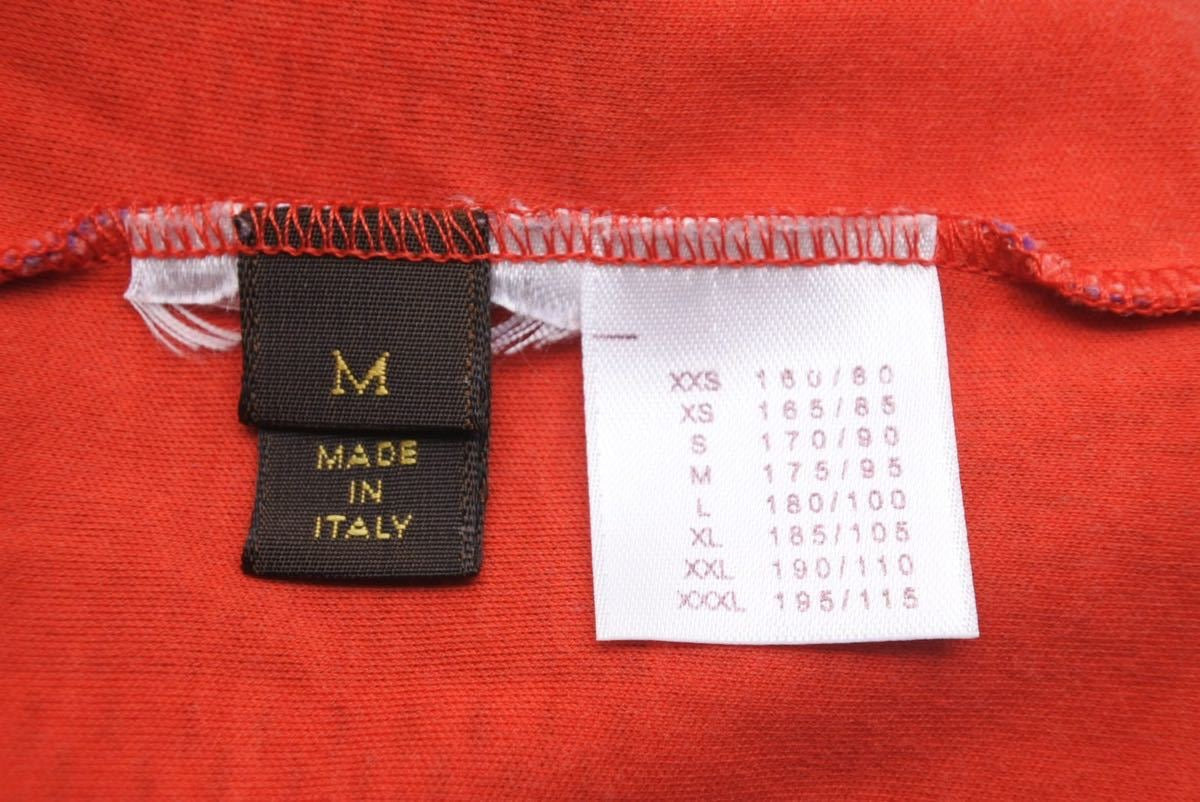 M
MADE
IN
ITALY
XXS 160/80
XS 165/85
S 170/90
M 175/95
L 180/100
XL 185/105
XXL 190/110
XXXL 195/115